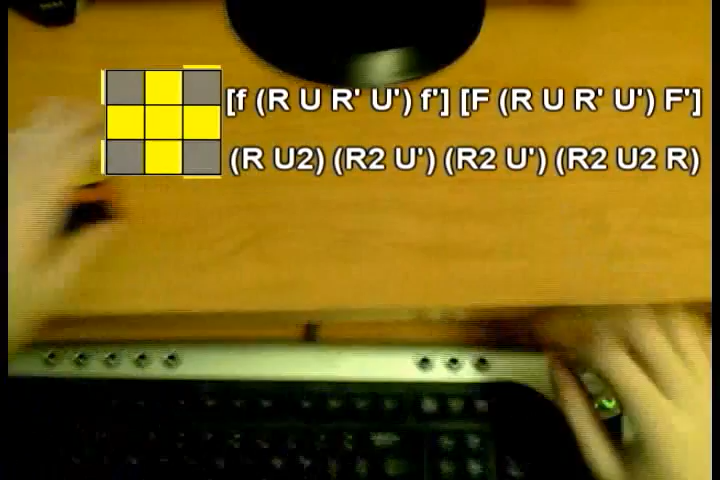 [f (R U R' U') f'] [F (R U R' U') F']
(R U2) (R2 U') (R2 U') (R2 U2 R)